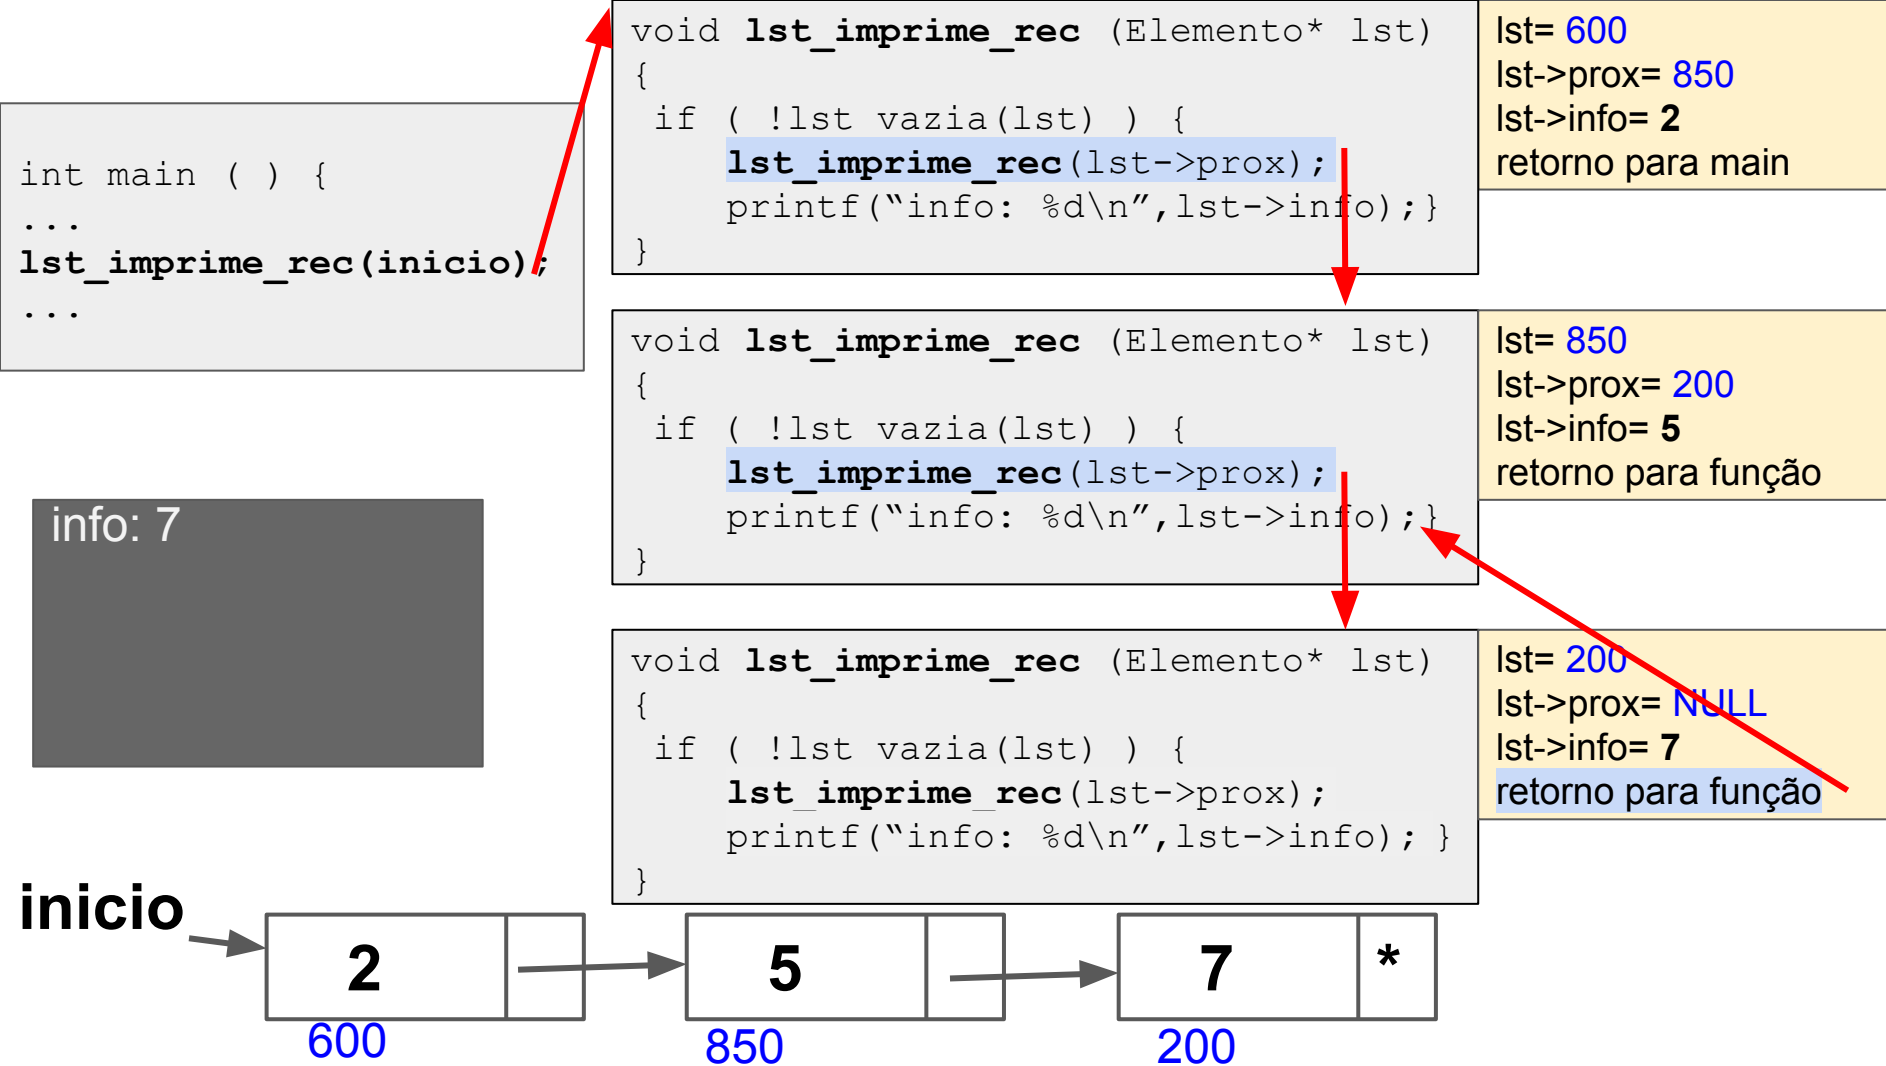 int main ( ) {
...
lst_imprime_rec(inicio);
...
void lst_imprime_rec (Elemento* lst)
{
if ( !lst vazia(lst) ) {
lst_imprime_rec(lst->prox);
printf(“info: %d\n”,lst->info);}
}
lst= 600
lst->prox= 850
lst->info= 2
retorno para main
void lst_imprime_rec (Elemento* lst)
{
if ( !lst vazia(lst) ) {
lst_imprime_rec(lst->prox);
printf(“info: %d\n”,lst->info);}
}
lst= 850
lst->prox= 200
lst->info= 5
retorno para função
info: 7
void lst_imprime_rec (Elemento* lst)
{
if ( !lst vazia(lst) ) {
lst_imprime_rec(lst->prox);
printf(“info: %d\n”,lst->info); }
}
lst= 200
lst->prox= NULL
lst->info= 7
retorno para função
inicio
2
5
7 *
600
850
200